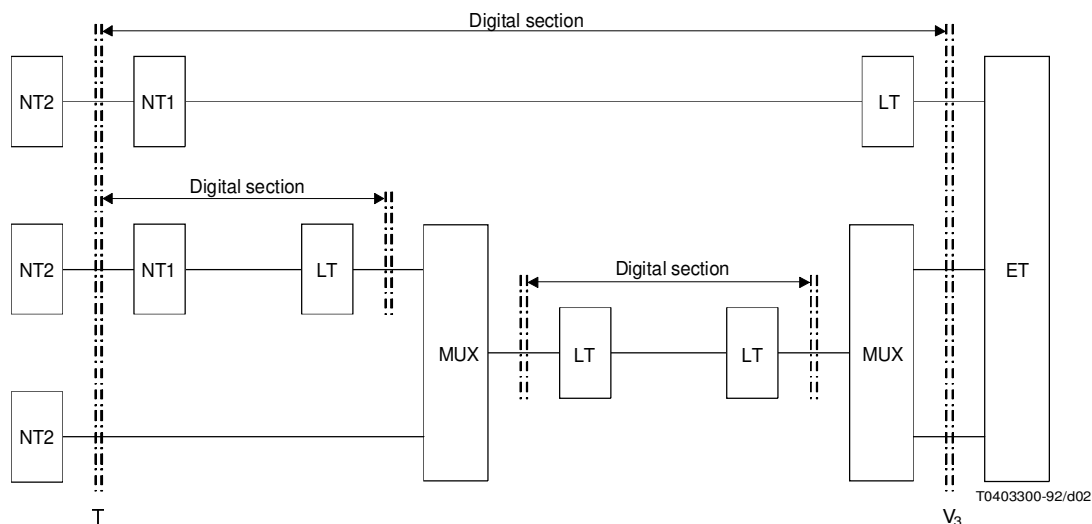 Digital section
NT2
NT1
LT
Digital section
NT2
NT1
LT
Digital section
ET
MUX
LT
LT
MUX
NT2
T0403300-92/d02
T
V3